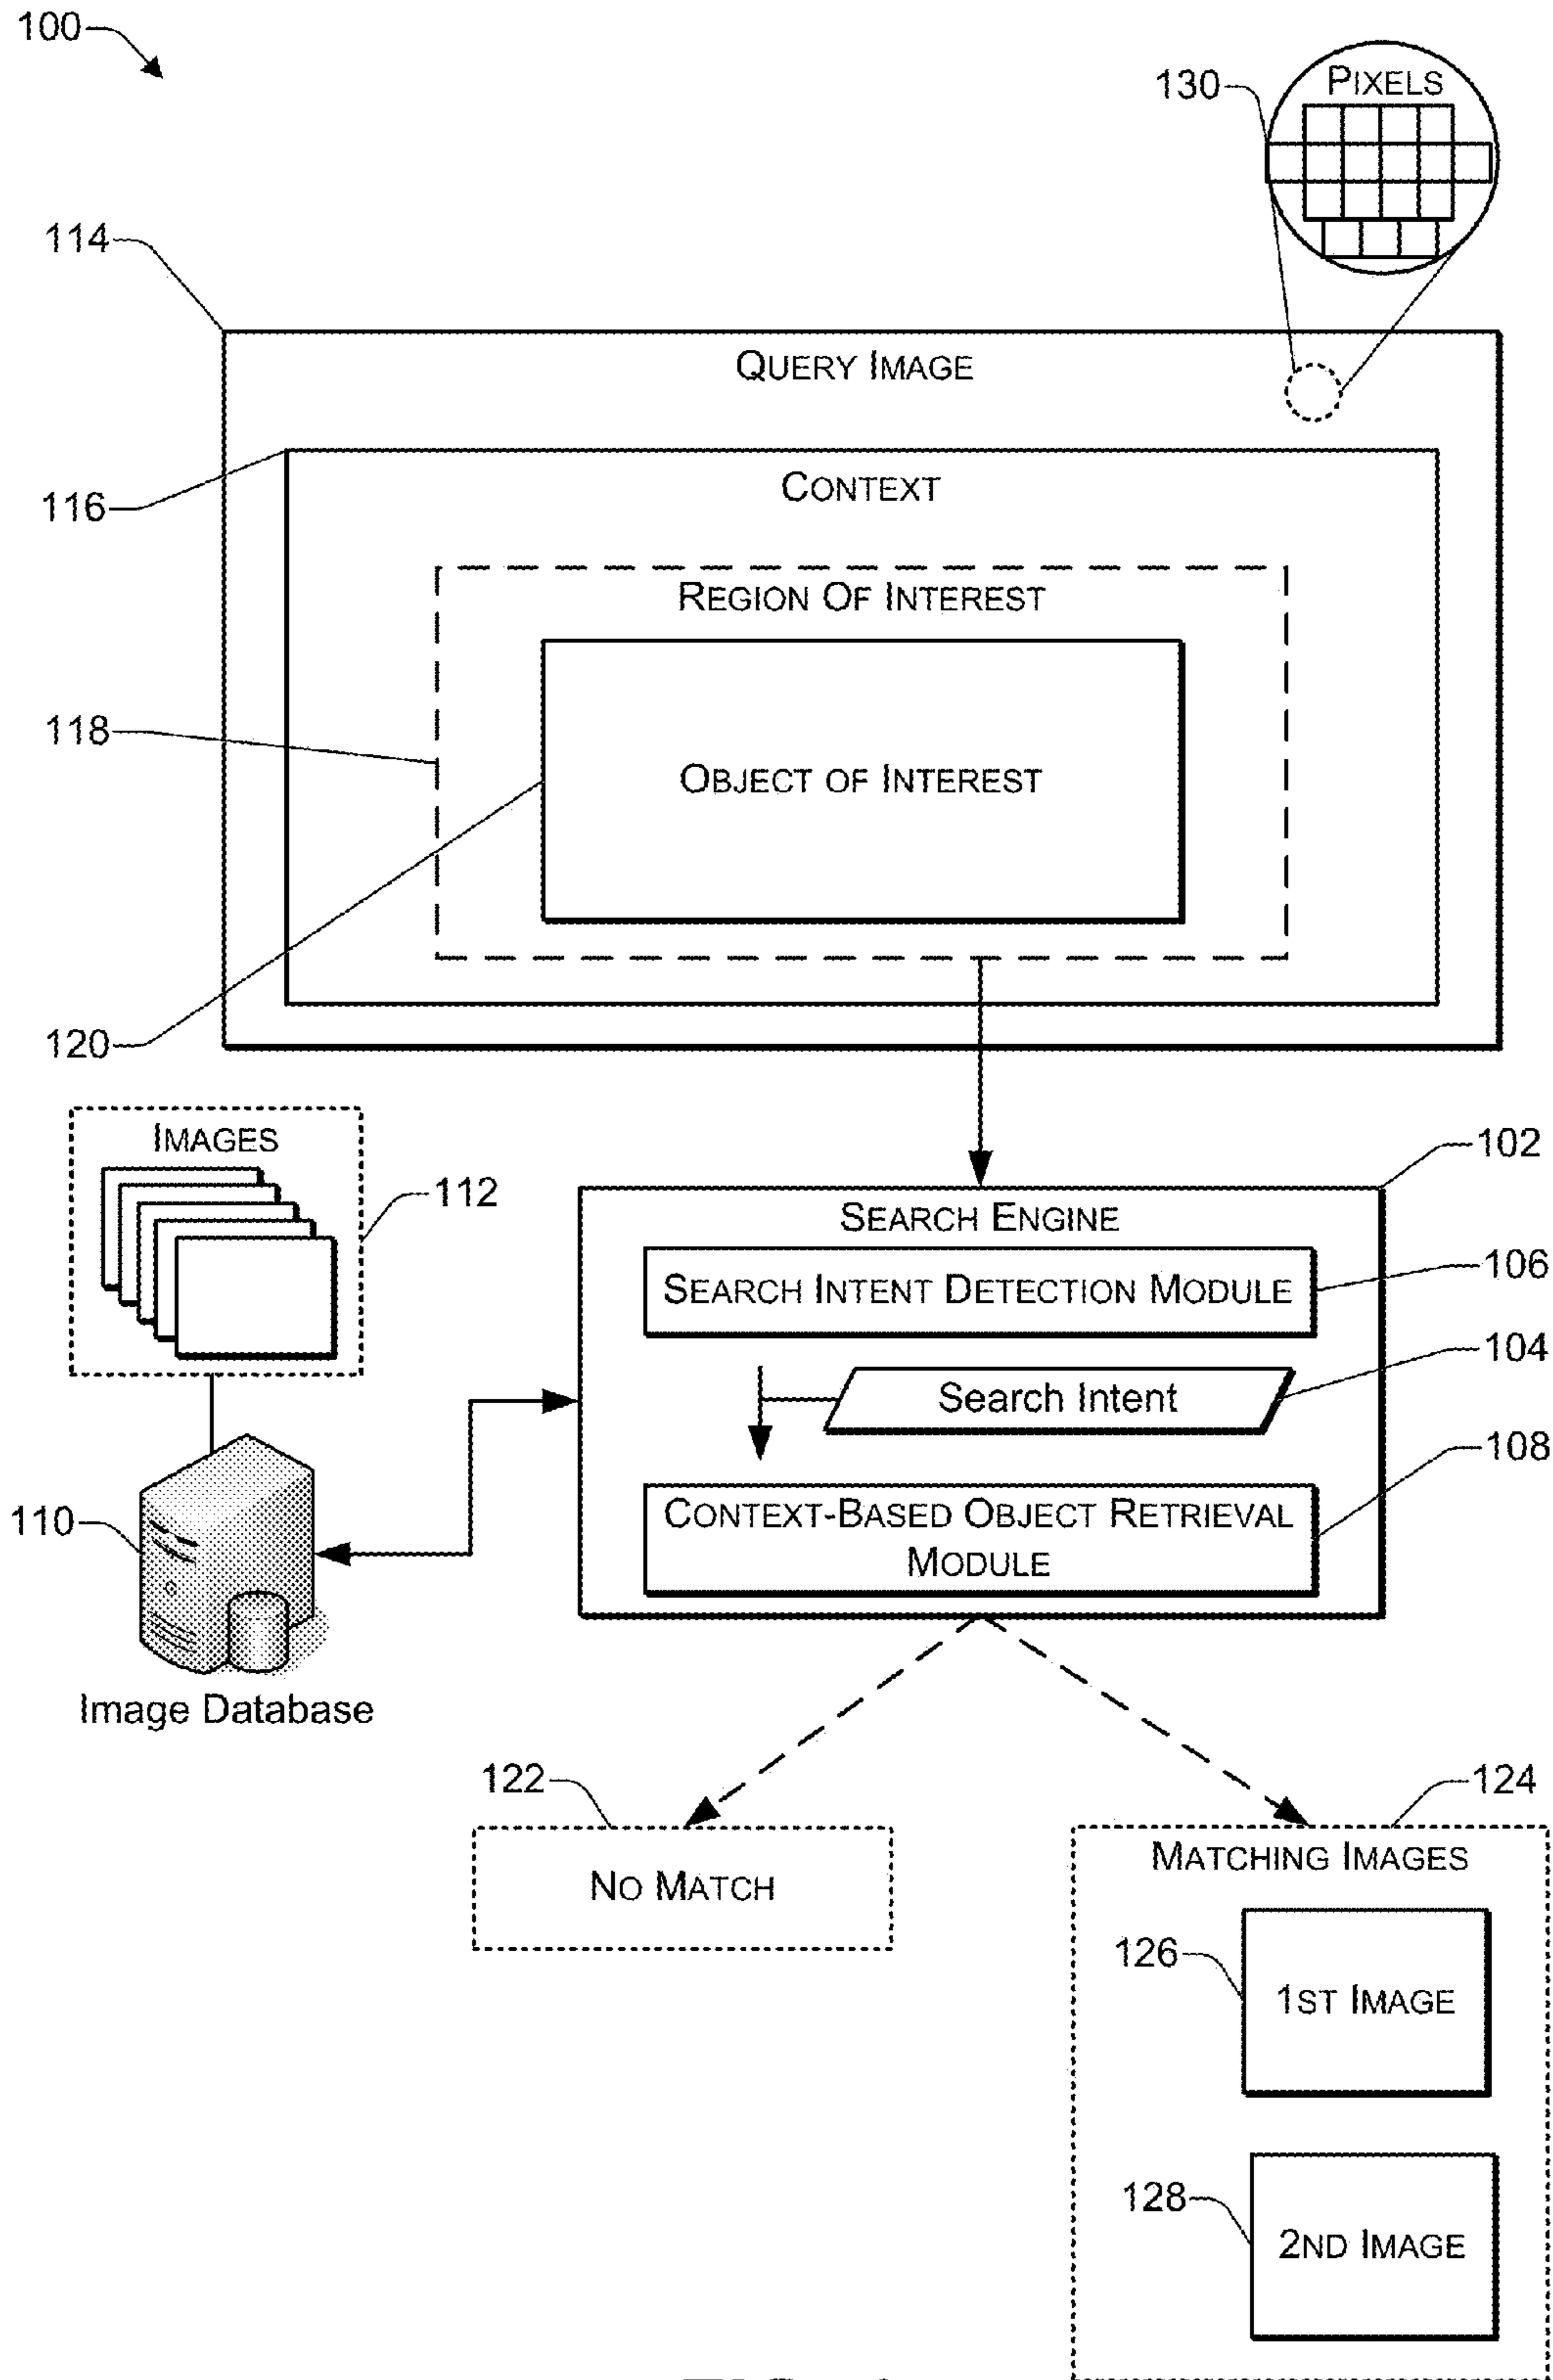 100
130
PIXELS
114
QUERY IMAGE
116
CONTEXT
REGION OF INTEREST
118
OBJECT OF INTEREST
120
IMAGES
112
102
SEARCH ENGINE
106
SEARCH INTENT DETECTION MODULE
104
Search Intent
108
CONTEXT-BASED OBJECT RETRIEVAL
MODULE
110
Image Database
122
124
NO MATCH
MATCHING IMAGES
126
1ST IMAGE
128
2ND IMAGE